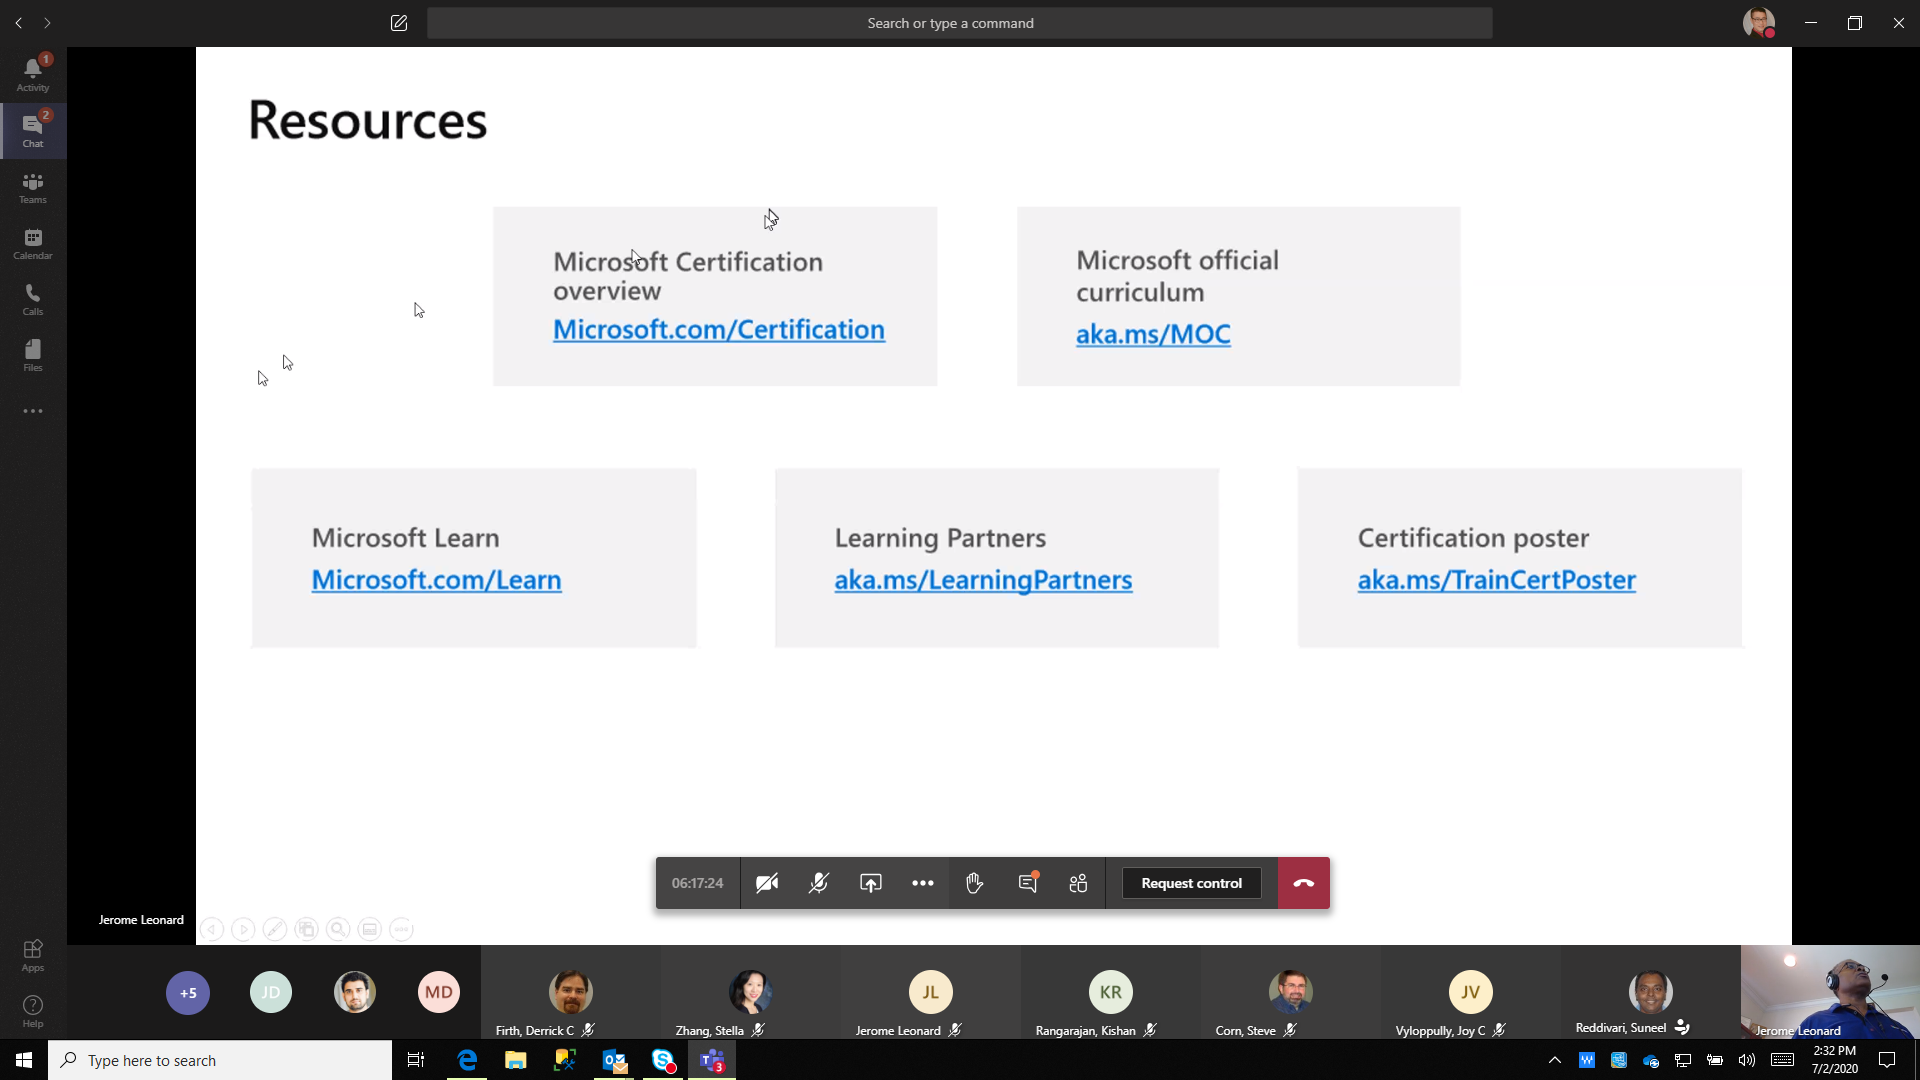 Search or type a command
1
Activity
2
Chat
Teams
Calendar
Calls
Files
Apps
Help
Resources
Microsoft Certification
overview
Microsoft.com/Certification
Microsoft official
curriculum
aka.ms/MOC
Microsoft Learn
Microsoft.com/Learn
Learning Partners
aka.ms/LearningPartners
Certification poster
aka.ms/TrainCertPoster
06:17:24
Request control
Jerome Leonard
+5
JD
MD
JL
KR
JV
Firth, Derrick C
Zhang, Stella
Jerome Leonard
Rangarajan, Kishan
Corn, Steve
Vyloppully, Joy C
Reddivari, Suneel
Jerome Leonard
Type here to search
3
2:32 PM
7/2/2020